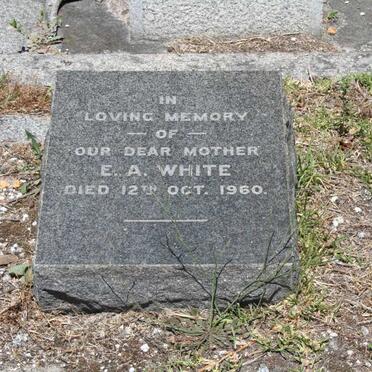 IN
LOVING MEMORY
— OF —
OUR DEAR MOTHER
E. A. WHITE
DIED 12TH OCT. 1960.